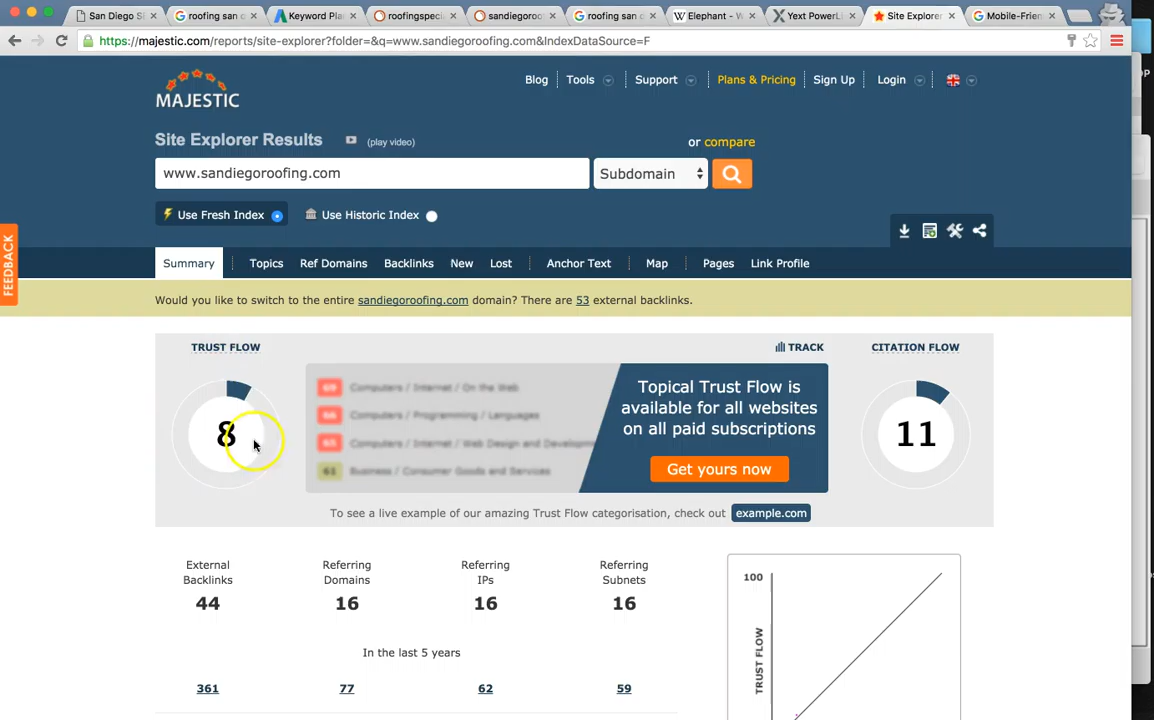 San Diego S
roofing san d
Keyword Pla
roofingspeci
sandiegoroo
roofing san
Elephant - W
Yext PowerLi
Site Explorer
Mobile-Frien
https://majestic.com/reports/site-explorer?folder=&q=www.sandiegoroofing.com&IndexDataSource=F
MAJESTIC
Blog
Tools
Support
Plans & Pricing
Sign Up
Login
Site Explorer Results
(play video)
or compare
www.sandiegoroofing.com
Subdomain
Use Fresh Index
Use Historic Index
FEEDBACK
Summary
Topics
Ref Domains
Backlinks
New
Lost
Anchor Text
Map
Pages
Link Profile
Would you like to switch to the entire sandiegoroofing.com domain? There are 53 external backlinks.
TRUST FLOW
TRACK
CITATION FLOW
8
69 Computers / Internet / On the Web
66 Computers / Programming / Languages
65 Computers / Internet / Web Design and Developm
61 Business / Consumer Goods and Services
Topical Trust Flow is
available for all websites
on all paid subscriptions
Get yours now
11
To see a live example of our amazing Trust Flow categorisation, check out example.com
External
Backlinks
44
Referring
Domains
16
Referring
IPs
16
Referring
Subnets
16
In the last 5 years
361
77
62
59
100
TRUST FLOW